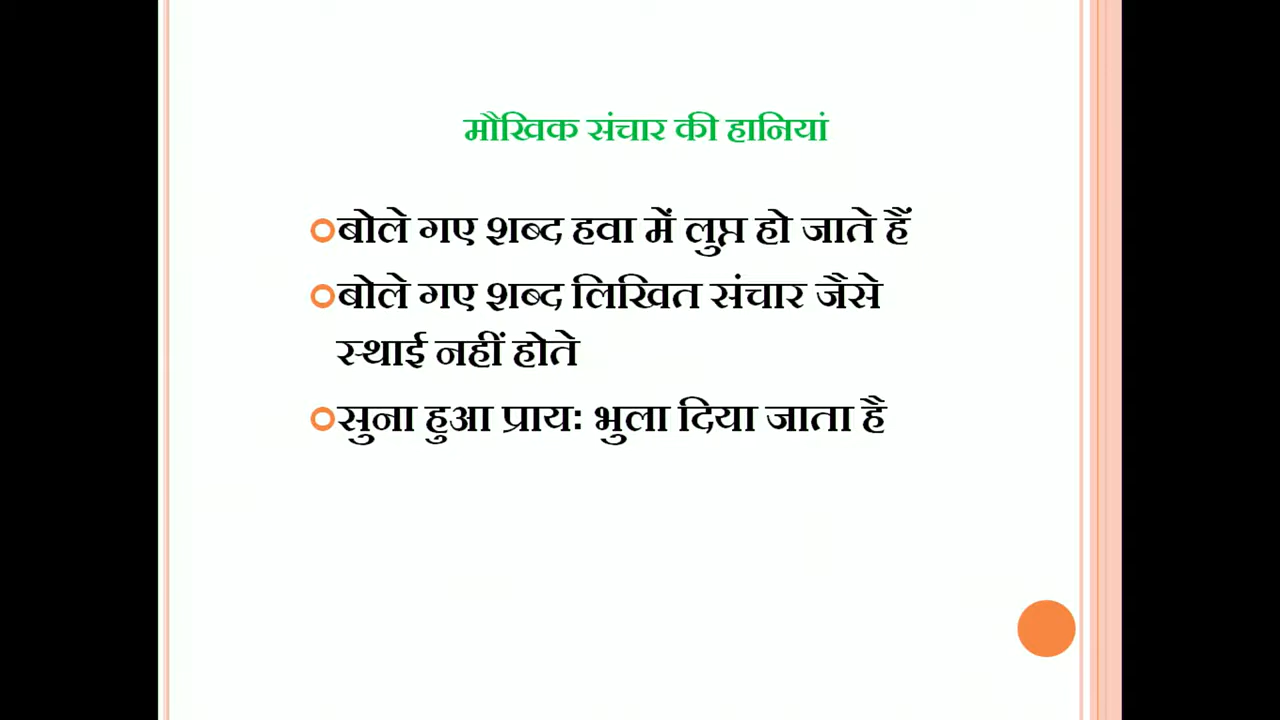 मौखिक संचार की हानियां
बोले गए शब्द हवा में लुप्त हो जाते हैं
बोले गए शब्द लिखित संचार जैसे
स्थाई नहीं होते
सुना हुआ प्रायः भुला दिया जाता है